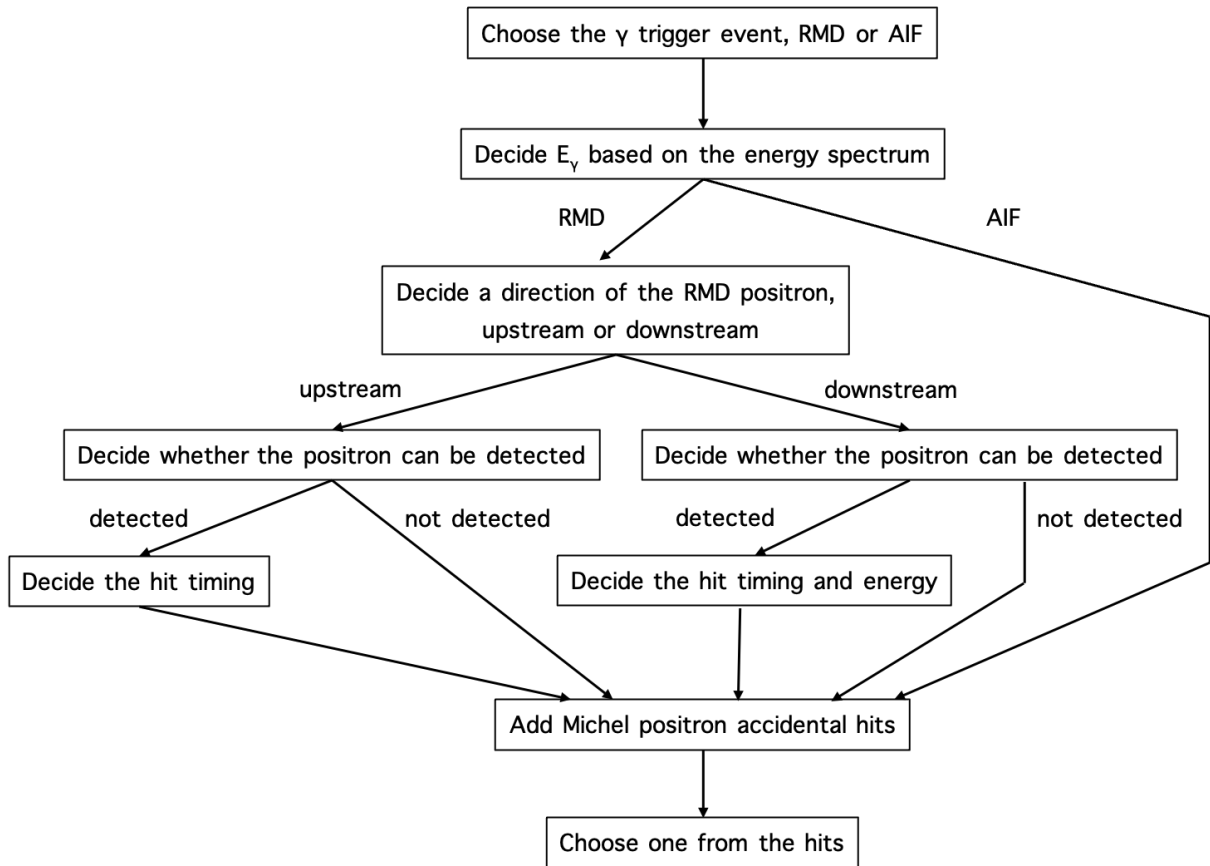 Choose the γ trigger event, RMD or AIF
Decide Eγ based on the energy spectrum
RMD
AIF
Decide a direction of the RMD positron,
upstream or downstream
upstream
downstream
Decide whether the positron can be detected
Decide whether the positron can be detected
detected
not detected
detected
not detected
Decide the hit timing
Decide the hit timing and energy
Add Michel positron accidental hits
Choose one from the hits